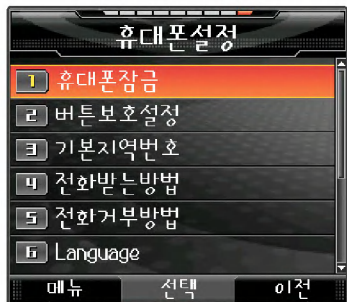 휴대폰설정
1 휴대폰잠금
2 버튼보호설정
3 기본지역번호
4 전화받는방법
5 전화거부방법
6 Language
메뉴 선택 이전